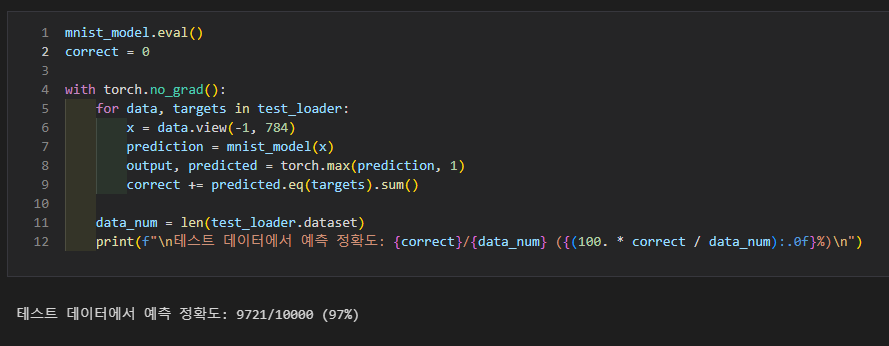 1 mnist_model.eval()
2 correct = 0
3
4 with torch.no_grad():
5     for data, targets in test_loader:
6         x = data.view(-1, 784)
7         prediction = mnist_model(x)
8         output, predicted = torch.max(prediction, 1)
9         correct += predicted.eq(targets).sum()
10
11     data_num = len(test_loader.dataset)
12     print(f"\n테스트 데이터에서 예측 정확도: {correct}/{data_num} ({(100. * correct / data_num):.0f}%)\n")
테스트 데이터에서 예측 정확도: 9721/10000 (97%)